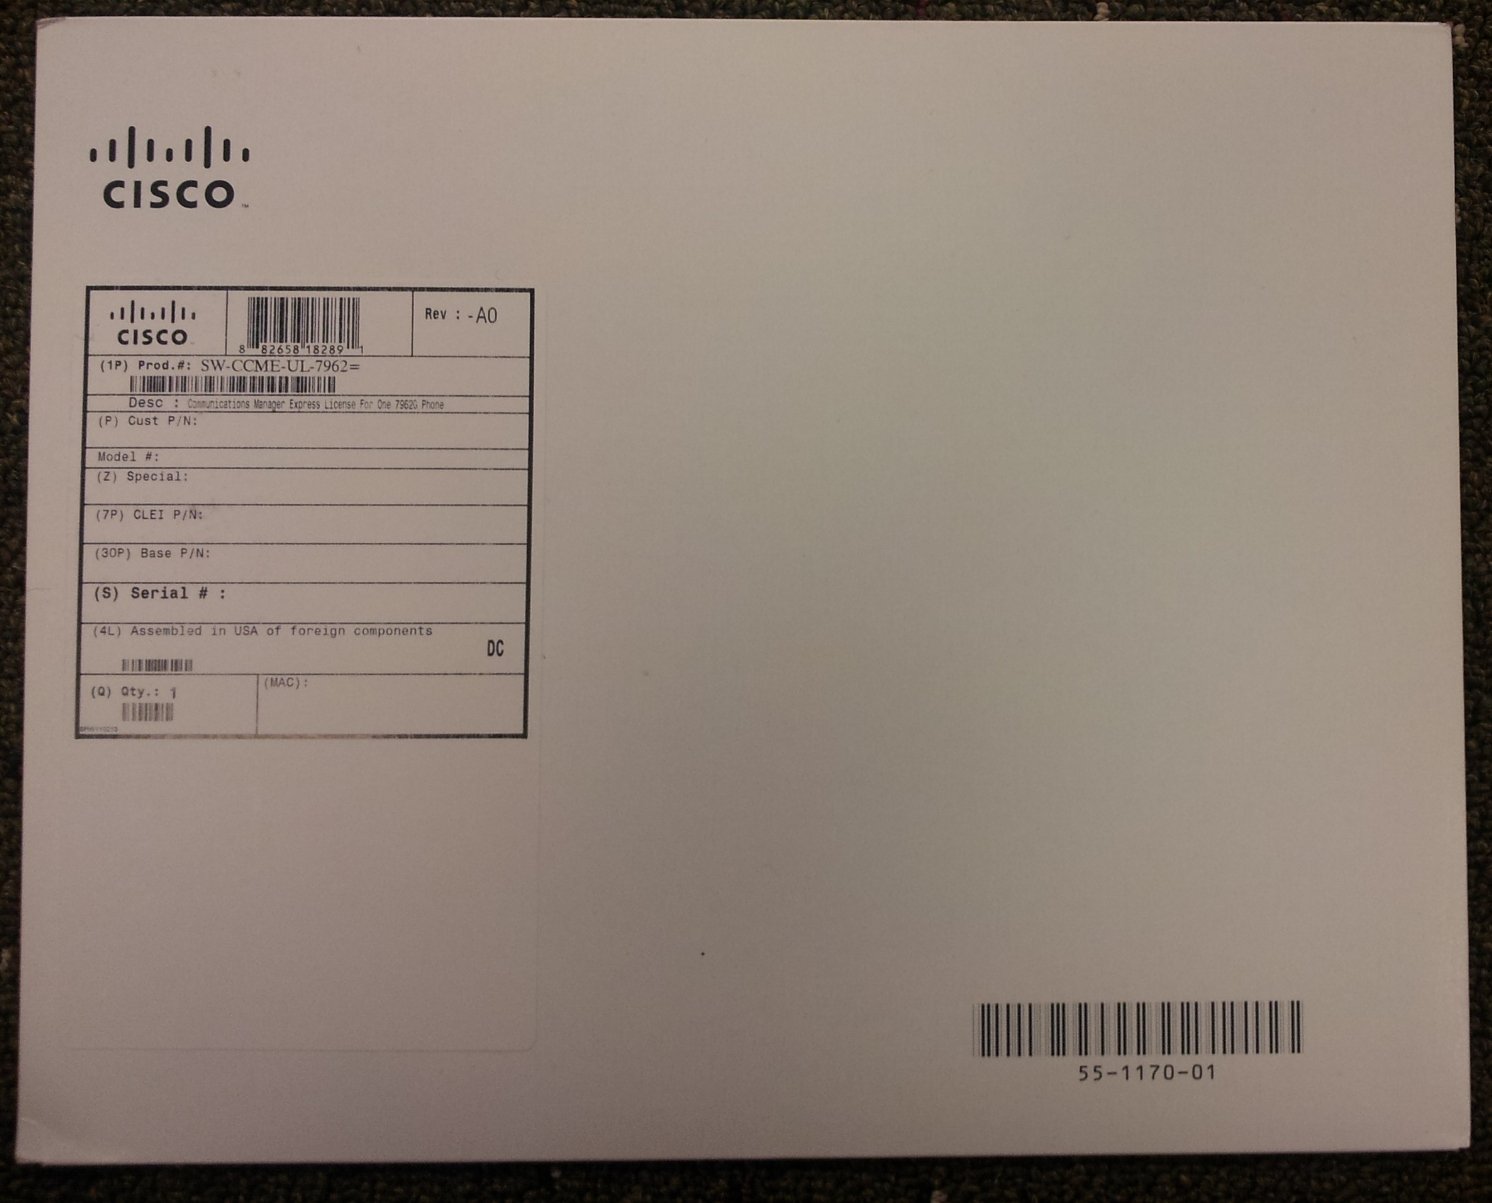 CISCO™
CISCO
8 82658 18289 1
Rev : -A0
(1P) Prod.#: SW-CCME-UL-7962=
Desc : Communications Manager Express License For One 7962G Phone
(P) Cust P/N:
Model #:
(Z) Special:
(7P) CLEI P/N:
(30P) Base P/N:
(S) Serial # :
(4L) Assembled in USA of foreign components
DC
(Q) Qty.: 1
(MAC):
55-1170-01